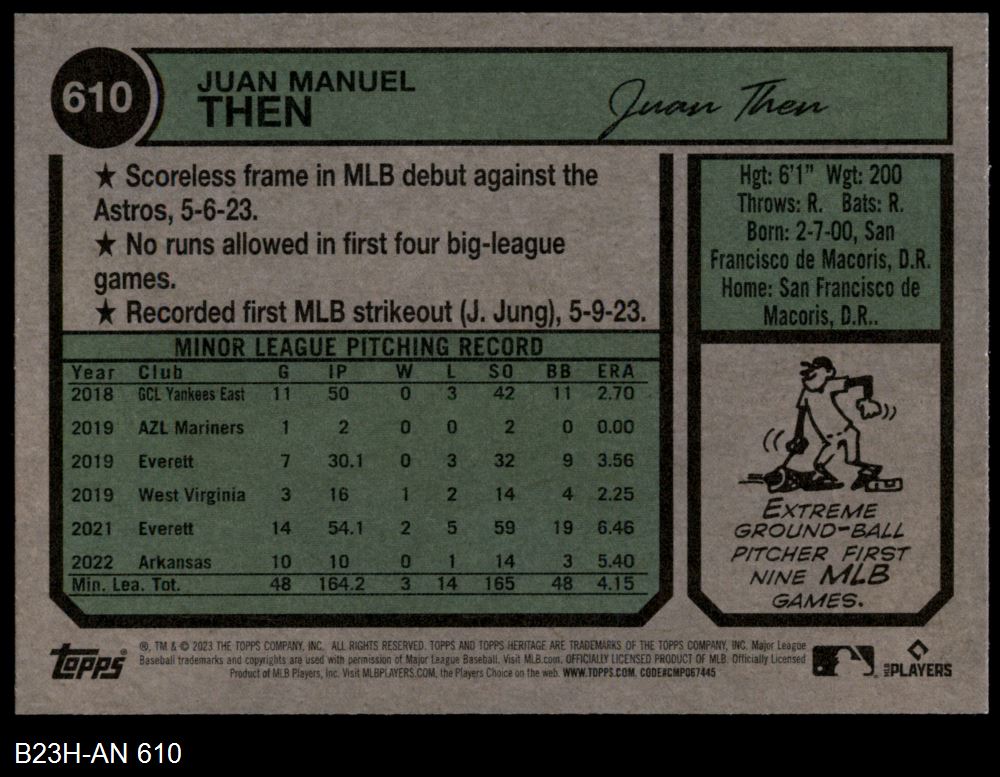 610
JUAN MANUEL
THEN
Juan Then
★ Scoreless frame in MLB debut against the
Astros, 5-6-23.
★ No runs allowed in first four big-league
games.
★ Recorded first MLB strikeout (J. Jung), 5-9-23.
Hgt: 6'1" Wgt: 200
Throws: R. Bats: R.
Born: 2-7-00, San
Francisco de Macoris, D.R.
Home: San Francisco de
Macoris, D.R..
MINOR LEAGUE PITCHING RECORD
Year Club G IP W L SO BB ERA
2018 GCL Yankees East 11 50 0 3 42 11 2.70
2019 AZL Mariners 1 2 0 0 2 0 0.00
2019 Everett 7 30.1 0 3 32 9 3.56
2019 West Virginia 3 16 1 2 14 4 2.25
2021 Everett 14 54.1 2 5 59 19 6.46
2022 Arkansas 10 10 0 1 14 3 5.40
Min. Lea. Tot. 48 164.2 3 14 165 48 4.15
EXTREME
GROUND-BALL
PITCHER FIRST
NINE MLB
GAMES.
Topps
®, TM & © 2023 THE TOPPS COMPANY, INC. ALL RIGHTS RESERVED. TOPPS AND TOPPS HERITAGE ARE TRADEMARKS OF THE TOPPS COMPANY, INC. Major League
Baseball trademarks and copyrights are used with permission of Major League Baseball. Visit MLB.com. OFFICIALLY LICENSED PRODUCT OF MLB. Officially Licensed
Product of MLB Players, Inc. Visit MLBPLAYERS.COM, the Players Choice on the web. WWW.TOPPS.COM. CODE#CMP067445
MLB PLAYERS
B23H-AN 610